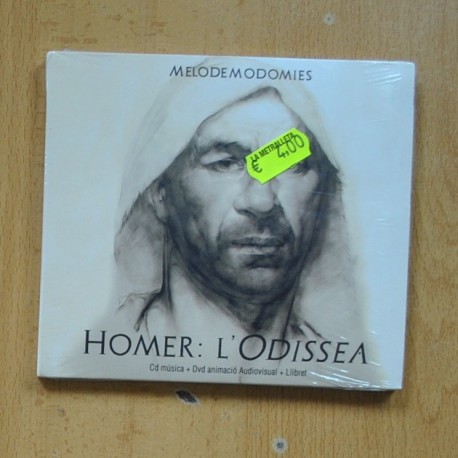 MELODEMODOMIES
LA METRALLETA
€ 4,00
HOMER: L'ODISSEA
Cd música + Dvd animació Audiovisual + Llibret